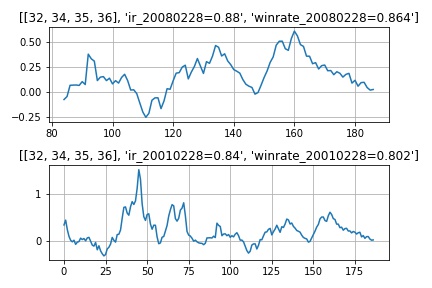 [[32, 34, 35, 36], 'ir_20080228=0.88', 'winrate_20080228=0.864']
0.50
0.25
0.00
−0.25
80 100 120 140 160 180
[[32, 34, 35, 36], 'ir_20010228=0.84', 'winrate_20010228=0.802']
1
0
0 25 50 75 100 125 150 175